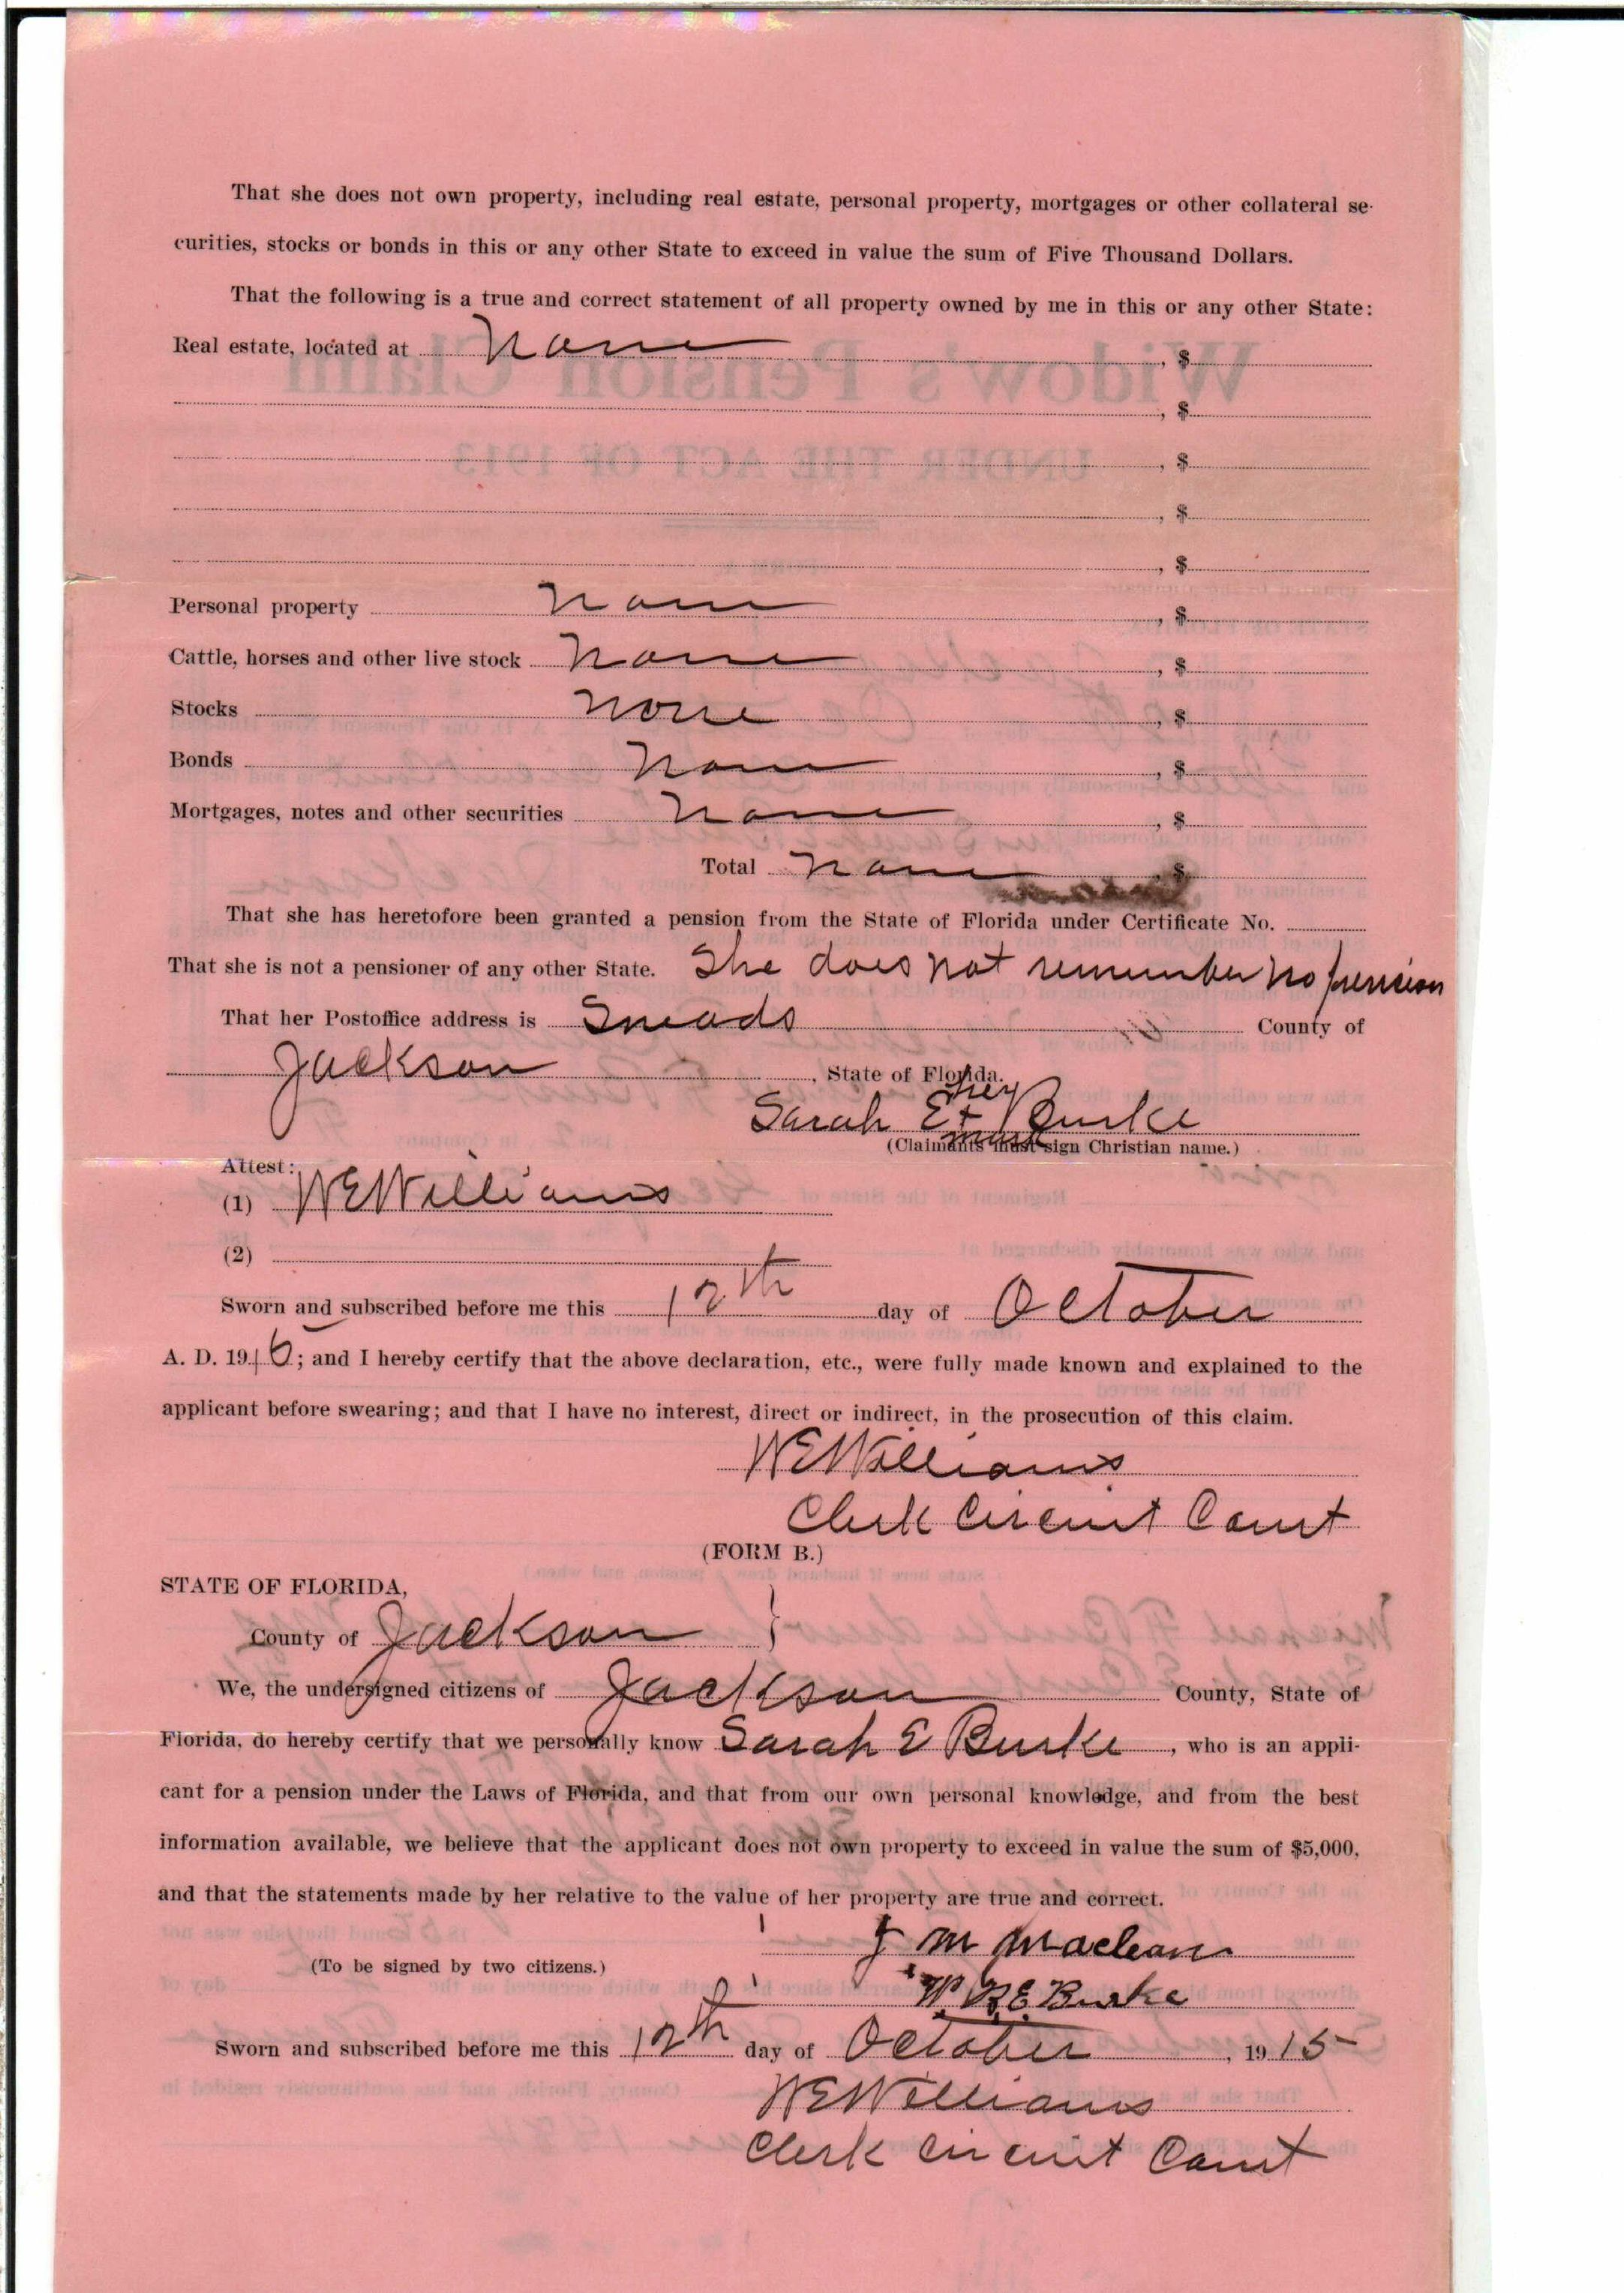 That she does not own property, including real estate, personal property, mortgages or other collateral se-
curities, stocks or bonds in this or any other State to exceed in value the sum of Five Thousand Dollars.
That the following is a true and correct statement of all property owned by me in this or any other State:
Real estate, located at None , $
, $
, $
, $
, $
Personal property None , $
Cattle, horses and other live stock None , $
Stocks None , $
Bonds None , $
Mortgages, notes and other securities None , $
Total None $
That she has heretofore been granted a pension from the State of Florida under Certificate No.
That she is not a pensioner of any other State. She does not remember no pension
That her Postoffice address is Sneads County of
Jackson , State of Florida.
her
Sarah E + Burke
mark
(Claimants must sign Christian name.)
Attest:
(1) WE Williams
(2)
Sworn and subscribed before me this 12th day of October
A. D. 19 ; and I hereby certify that the above declaration, etc., were fully made known and explained to the
applicant before swearing; and that I have no interest, direct or indirect, in the prosecution of this claim.
WE Williams
Clerk Circuit Court
(FORM B.)
STATE OF FLORIDA,
County of Jackson }
We, the undersigned citizens of Jackson County, State of
Florida, do hereby certify that we personally know Sarah E Burke , who is an appli-
cant for a pension under the Laws of Florida, and that from our own personal knowledge, and from the best
information available, we believe that the applicant does not own property to exceed in value the sum of $5,000,
and that the statements made by her relative to the value of her property are true and correct.
J M
(To be signed by two citizens.)
Burke
Sworn and subscribed before me this 12th day of October , 1915
WE Williams
Clerk Circuit Court